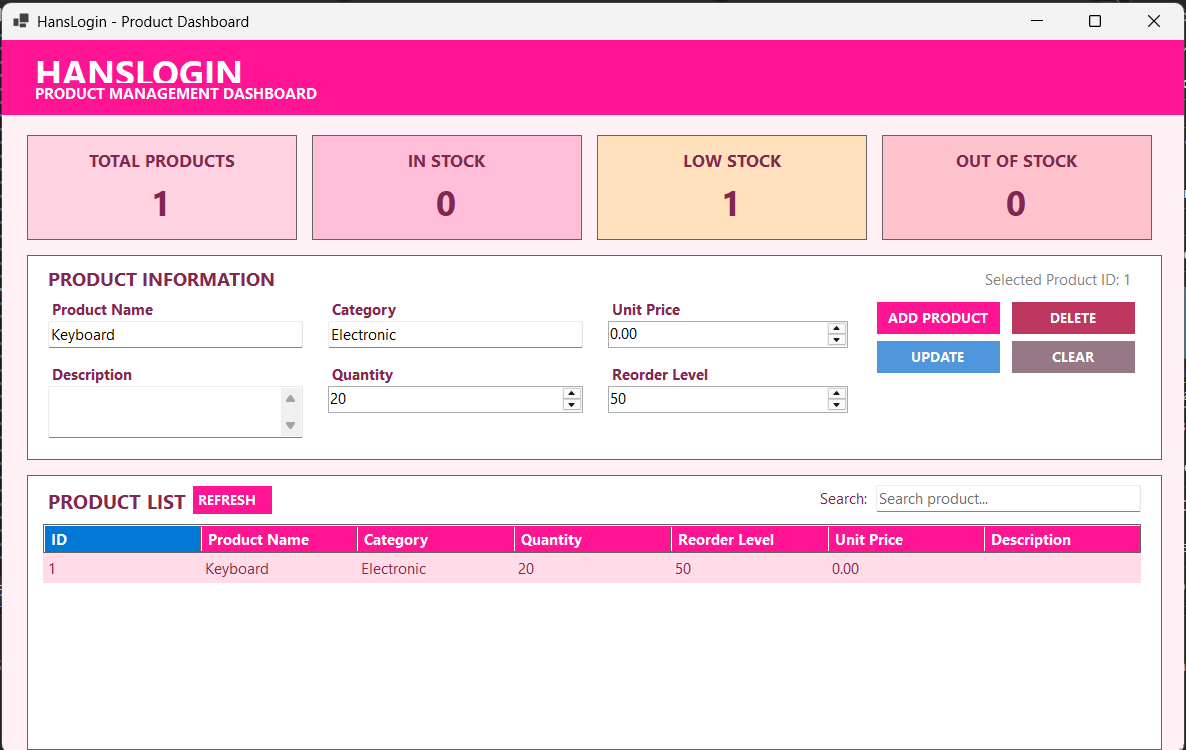 HansLogin - Product Dashboard
HANSLOGIN
PRODUCT MANAGEMENT DASHBOARD
TOTAL PRODUCTS
1
IN STOCK
0
LOW STOCK
1
OUT OF STOCK
0
PRODUCT INFORMATION
Selected Product ID: 1
Product Name
Keyboard
Category
Electronic
Unit Price
0.00
ADD PRODUCT
DELETE
UPDATE
CLEAR
Description
Quantity
20
Reorder Level
50
PRODUCT LIST
REFRESH
Search:
Search product...
ID Product Name Category Quantity Reorder Level Unit Price Description
1 Keyboard Electronic 20 50 0.00